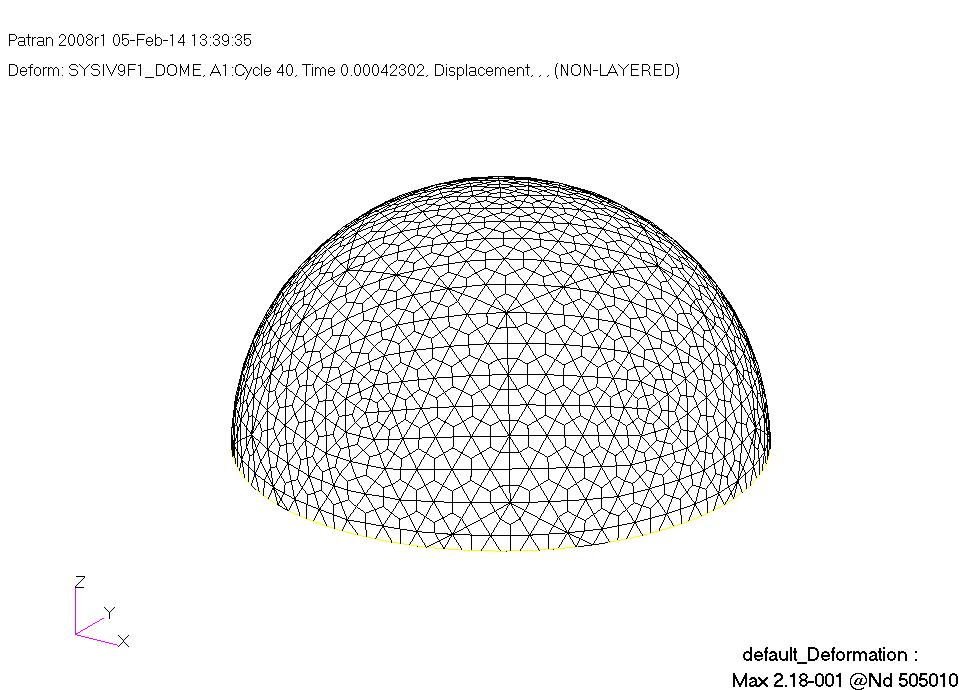 Patran 2008r1 05-Feb-14 13:39:35
Deform: SYSIV9F1_DOME, A1:Cycle 40, Time 0.00042302, Displacement, , , (NON-LAYERED)
Z
Y
X
default_Deformation :
Max 2.18-001 @Nd 505010